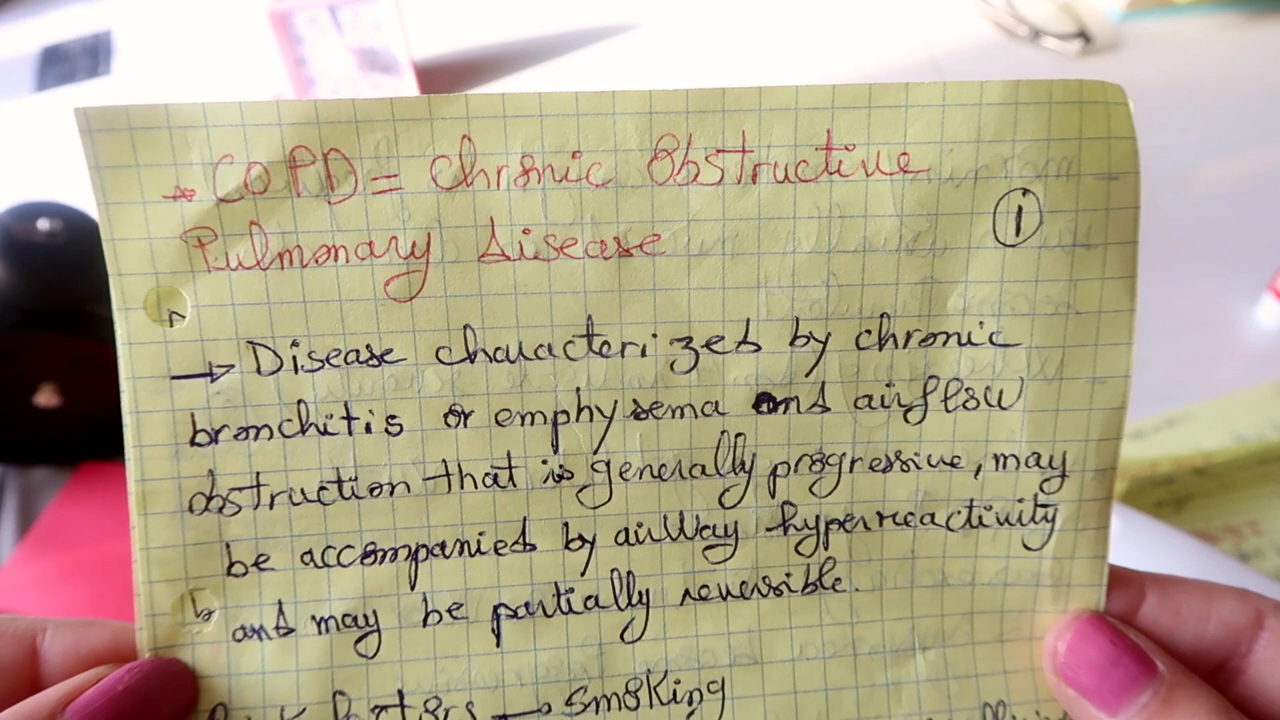 → COPD = Chronic Obstructive
Pulmonary disease
1
→ Disease characterized by chronic
bronchitis or emphysema and airflow
obstruction that is generally progressive, may
be accompanied by airway hyperreactivity
and may be partially reversible.
→ smoking